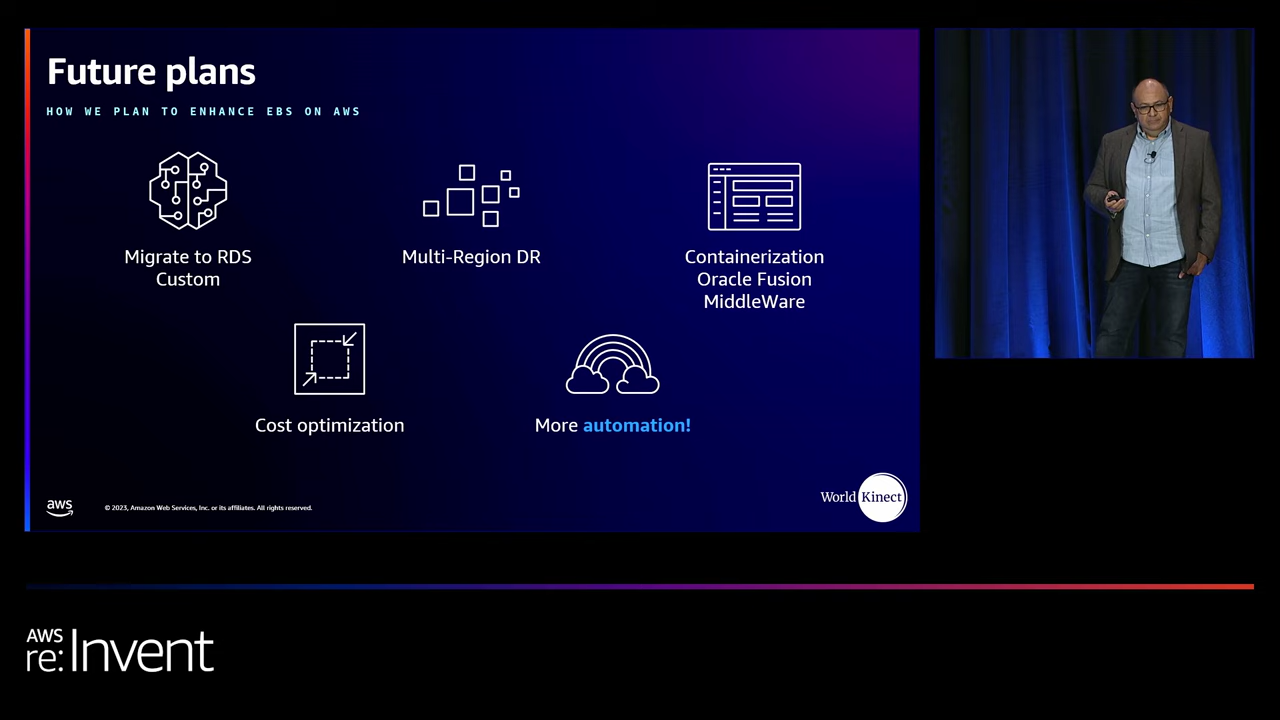 Future plans
HOW WE PLAN TO ENHANCE EBS ON AWS
Migrate to RDS
Custom
Multi-Region DR
Containerization
Oracle Fusion
MiddleWare
Cost optimization
More automation!
aws
© 2023, Amazon Web Services, Inc. or its affiliates. All rights reserved.
World Kinect
AWS
re:Invent